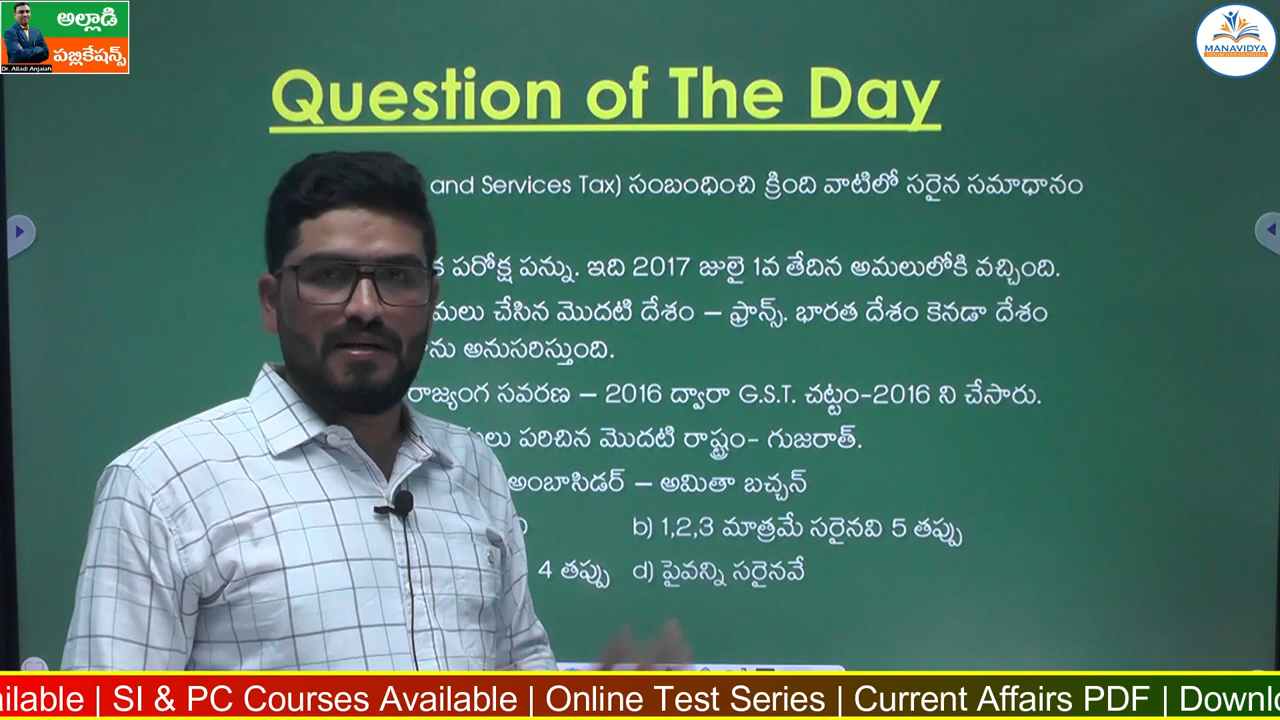 అల్లాడి
పబ్లికేషన్స్
Dr. Alladi Anjaiah
MANAVIDYA
Question of The Day
and Services Tax) సంబంధించి క్రింది వాటిలో సరైన సమాధానం
క పరోక్ష పన్ను. ఇది 2017 జులై 1వ తేదిన అమలులోకి వచ్చింది.
మలు చేసిన మొదటి దేశం – ఫ్రాన్స్. భారత దేశం కెనడా దేశం
ను అనుసరిస్తుంది.
రాజ్యంగ సవరణ – 2016 ద్వారా G.S.T. చట్టం-2016 ని చేసారు.
లు పరిచిన మొదటి రాష్ట్రం- గుజరాత్.
అంబాసిడర్ – అమితా బచ్చన్
b) 1,2,3 మాత్రమే సరైనవి 5 తప్పు
4 తప్పు d) పైవన్ని సరైనవే
ailable | SI & PC Courses Available | Online Test Series | Current Affairs PDF | Downlo